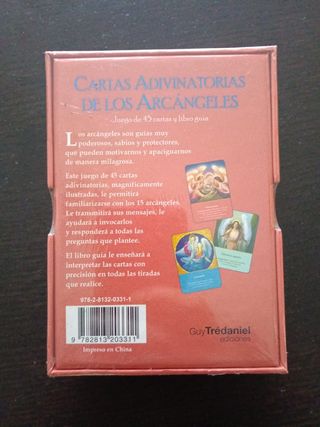 CARTAS ADIVINATORIAS
DE LOS ARCÁNGELES
Juego de 45 cartas y libro guía
Los arcángeles son guías muy
poderosos, sabios y protectores,
que pueden motivarnos y apaciguarnos
de manera milagrosa.
Este juego de 45 cartas
adivinatorias, magníficamente
ilustradas, le permitirá
familiarizarse con los 15 arcángeles.
Le transmitirá sus mensajes, le
ayudará a invocarlos
y responderá a todas las
preguntas que plantee.
El libro guía le enseñará a
interpretar las cartas con
precisión en todas las tiradas
que realice.
978-2-8132-0331-1
9 782813 203311
Impreso en China
Guy Trédaniel
ediciones